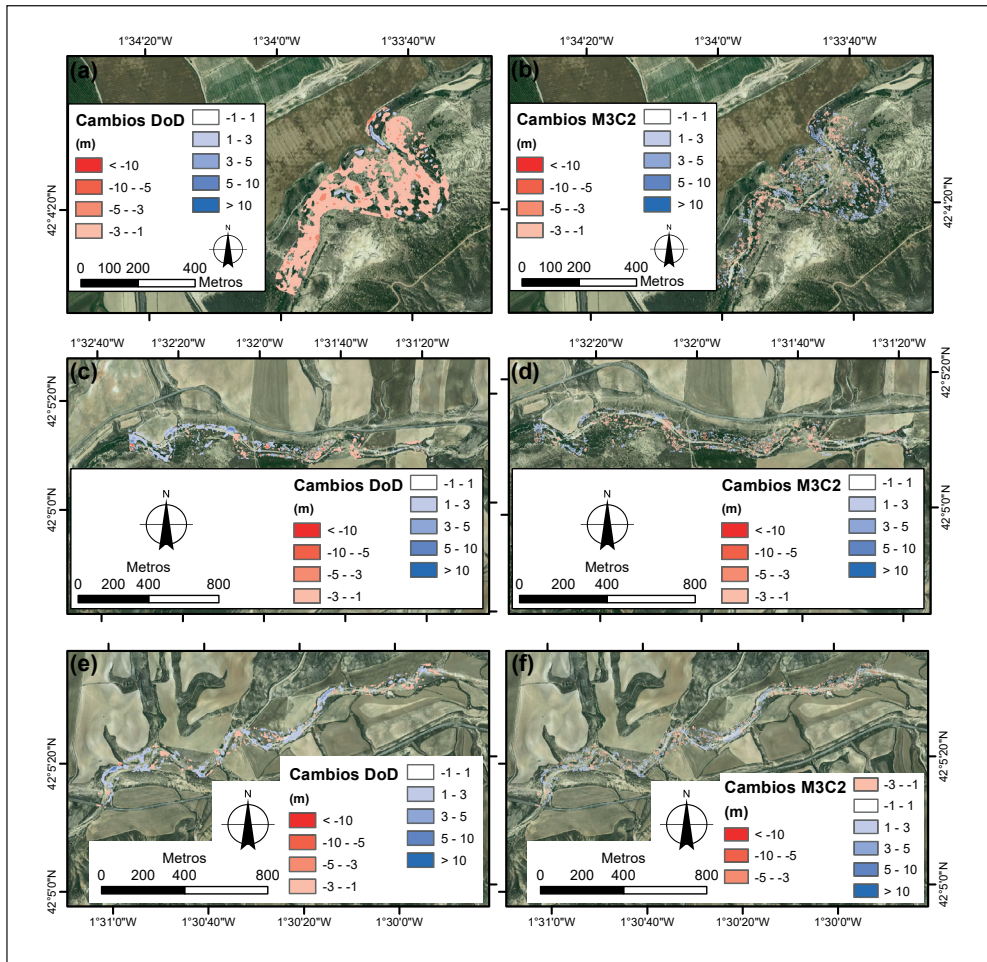 1°34'20"W 1°34'0"W 1°33'40"W
1°34'20"W 1°34'0"W 1°33'40"W
(a)
Cambios DoD
(m)
< -10
-10 - -5
-5 - -3
-3 - -1
-1 - 1
1 - 3
3 - 5
5 - 10
> 10
N
0 100 200 400
Metros
42°4'20"N
(b)
Cambios M3C2
(m)
< -10
-10 - -5
-5 - -3
-3 - -1
-1 - 1
1 - 3
3 - 5
5 - 10
> 10
N
0 100 200 400
Metros
42°4'20"N
1°32'40"W 1°32'20"W 1°32'0"W 1°31'40"W 1°31'20"W
1°32'20"W 1°32'0"W 1°31'40"W 1°31'20"W
(c)
42°5'20"N
42°5'0"N
N
Metros
0 200 400 800
Cambios DoD
(m)
< -10
-10 - -5
-5 - -3
-3 - -1
-1 - 1
1 - 3
3 - 5
5 - 10
> 10
(d)
42°5'20"N
42°5'0"N
N
Metros
0 200 400 800
Cambios M3C2
(m)
< -10
-10 - -5
-5 - -3
-3 - -1
-1 - 1
1 - 3
3 - 5
5 - 10
> 10
(e)
42°5'20"N
42°5'0"N
N
Metros
0 200 400 800
Cambios DoD
(m)
< -10
-10 - -5
-5 - -3
-3 - -1
-1 - 1
1 - 3
3 - 5
5 - 10
> 10
(f)
42°5'20"N
42°5'0"N
N
Metros
0 200 400 800
Cambios M3C2
(m)
< -10
-10 - -5
-5 - -3
-3 - -1
-1 - 1
1 - 3
3 - 5
5 - 10
> 10
1°31'0"W 1°30'40"W 1°30'20"W 1°30'0"W
1°31'0"W 1°30'40"W 1°30'20"W 1°30'0"W